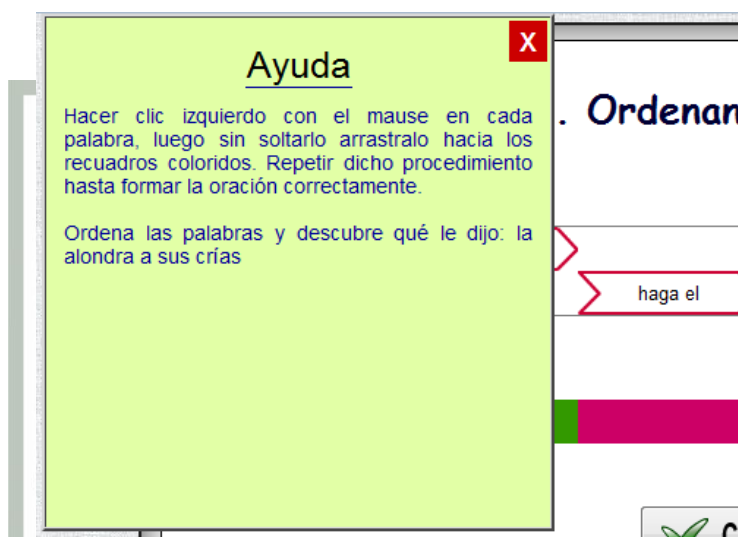 X
Ayuda
Hacer clic izquierdo con el mause en cada
palabra, luego sin soltarlo arrastralo hacia los
recuadros coloridos. Repetir dicho procedimiento
hasta formar la oración correctamente.
Ordena las palabras y descubre qué le dijo: la
alondra a sus crías
. Ordenan
haga el